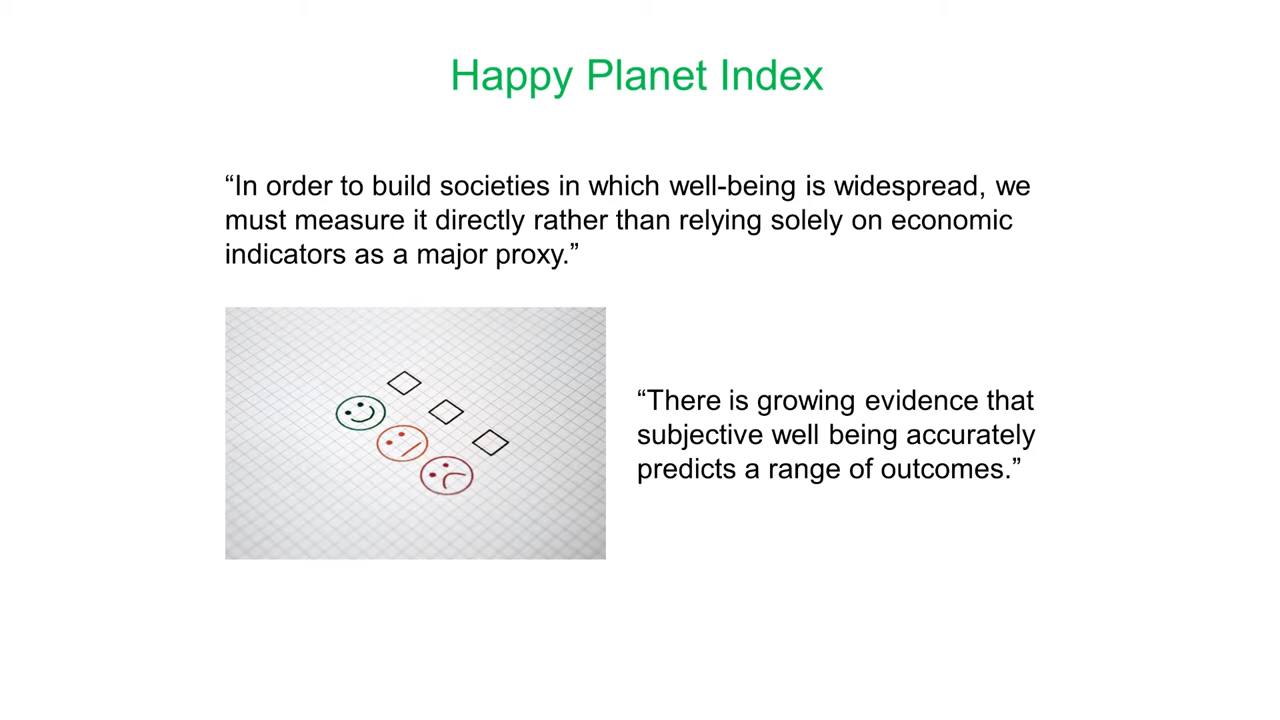 Happy Planet Index
“In order to build societies in which well-being is widespread, we
must measure it directly rather than relying solely on economic
indicators as a major proxy.”
“There is growing evidence that
subjective well being accurately
predicts a range of outcomes.”